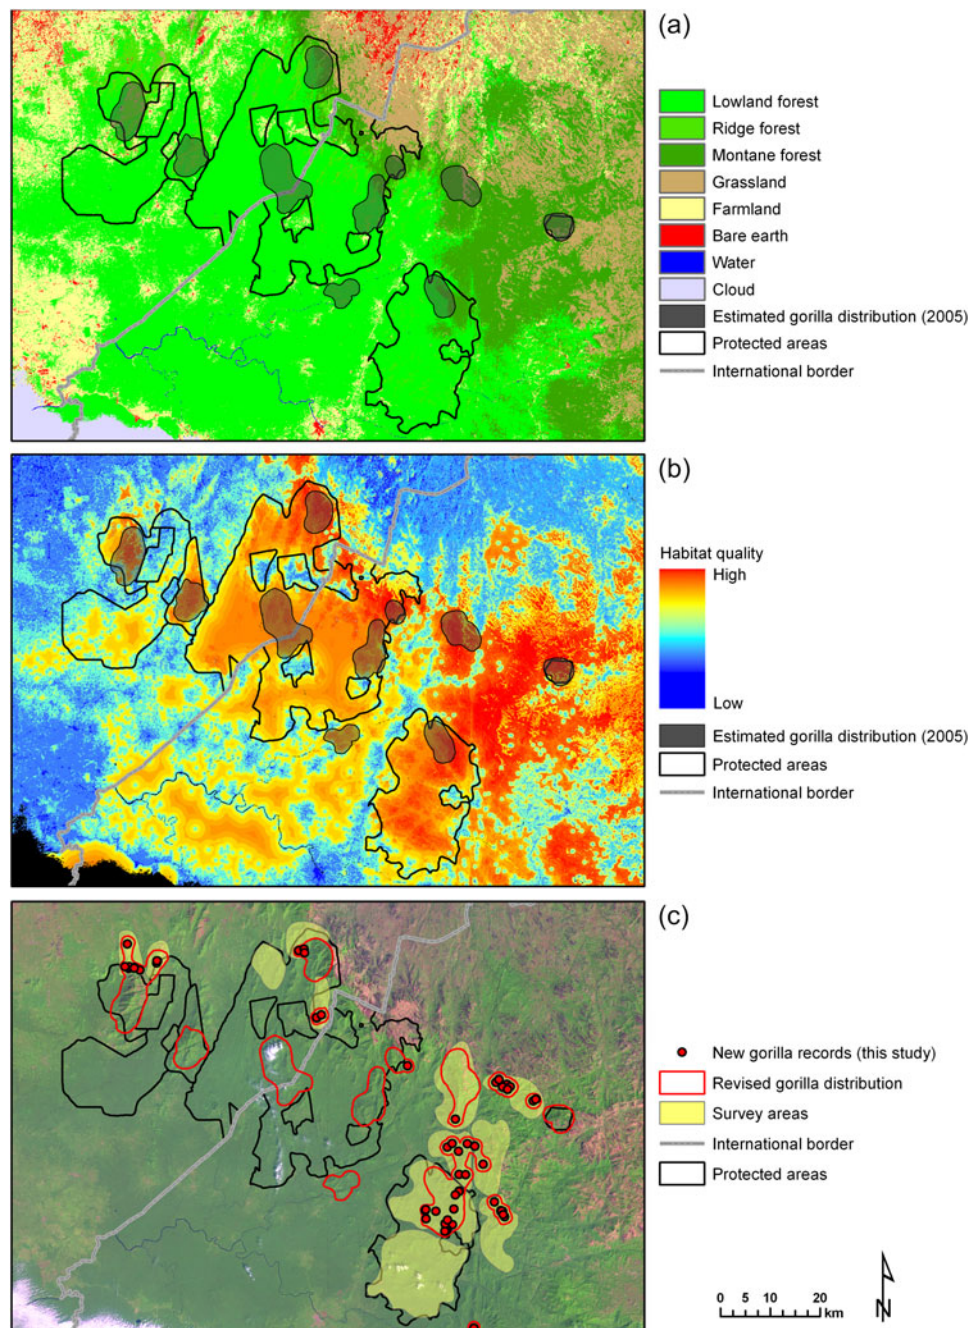 (a)
Lowland forest
Ridge forest
Montane forest
Grassland
Farmland
Bare earth
Water
Cloud
Estimated gorilla distribution (2005)
Protected areas
International border
(b)
Habitat quality
High
Low
Estimated gorilla distribution (2005)
Protected areas
International border
(c)
New gorilla records (this study)
Revised gorilla distribution
Survey areas
International border
Protected areas
0 5 10 20
km
N